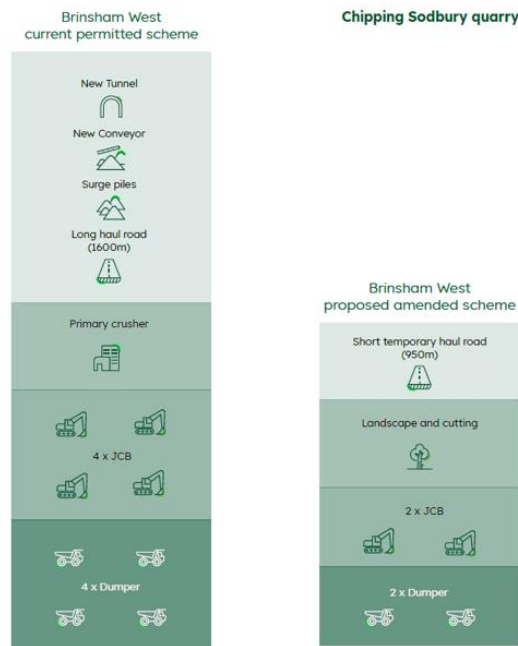 Brinsham West
current permitted scheme
New Tunnel
New Conveyor
Surge piles
Long haul road
(1600m)
Primary crusher
4 x JCB
4 x Dumper
Chipping Sodbury quarry
Brinsham West
proposed amended scheme
Short temporary haul road
(950m)
Landscape and cutting
2 x JCB
2 x Dumper